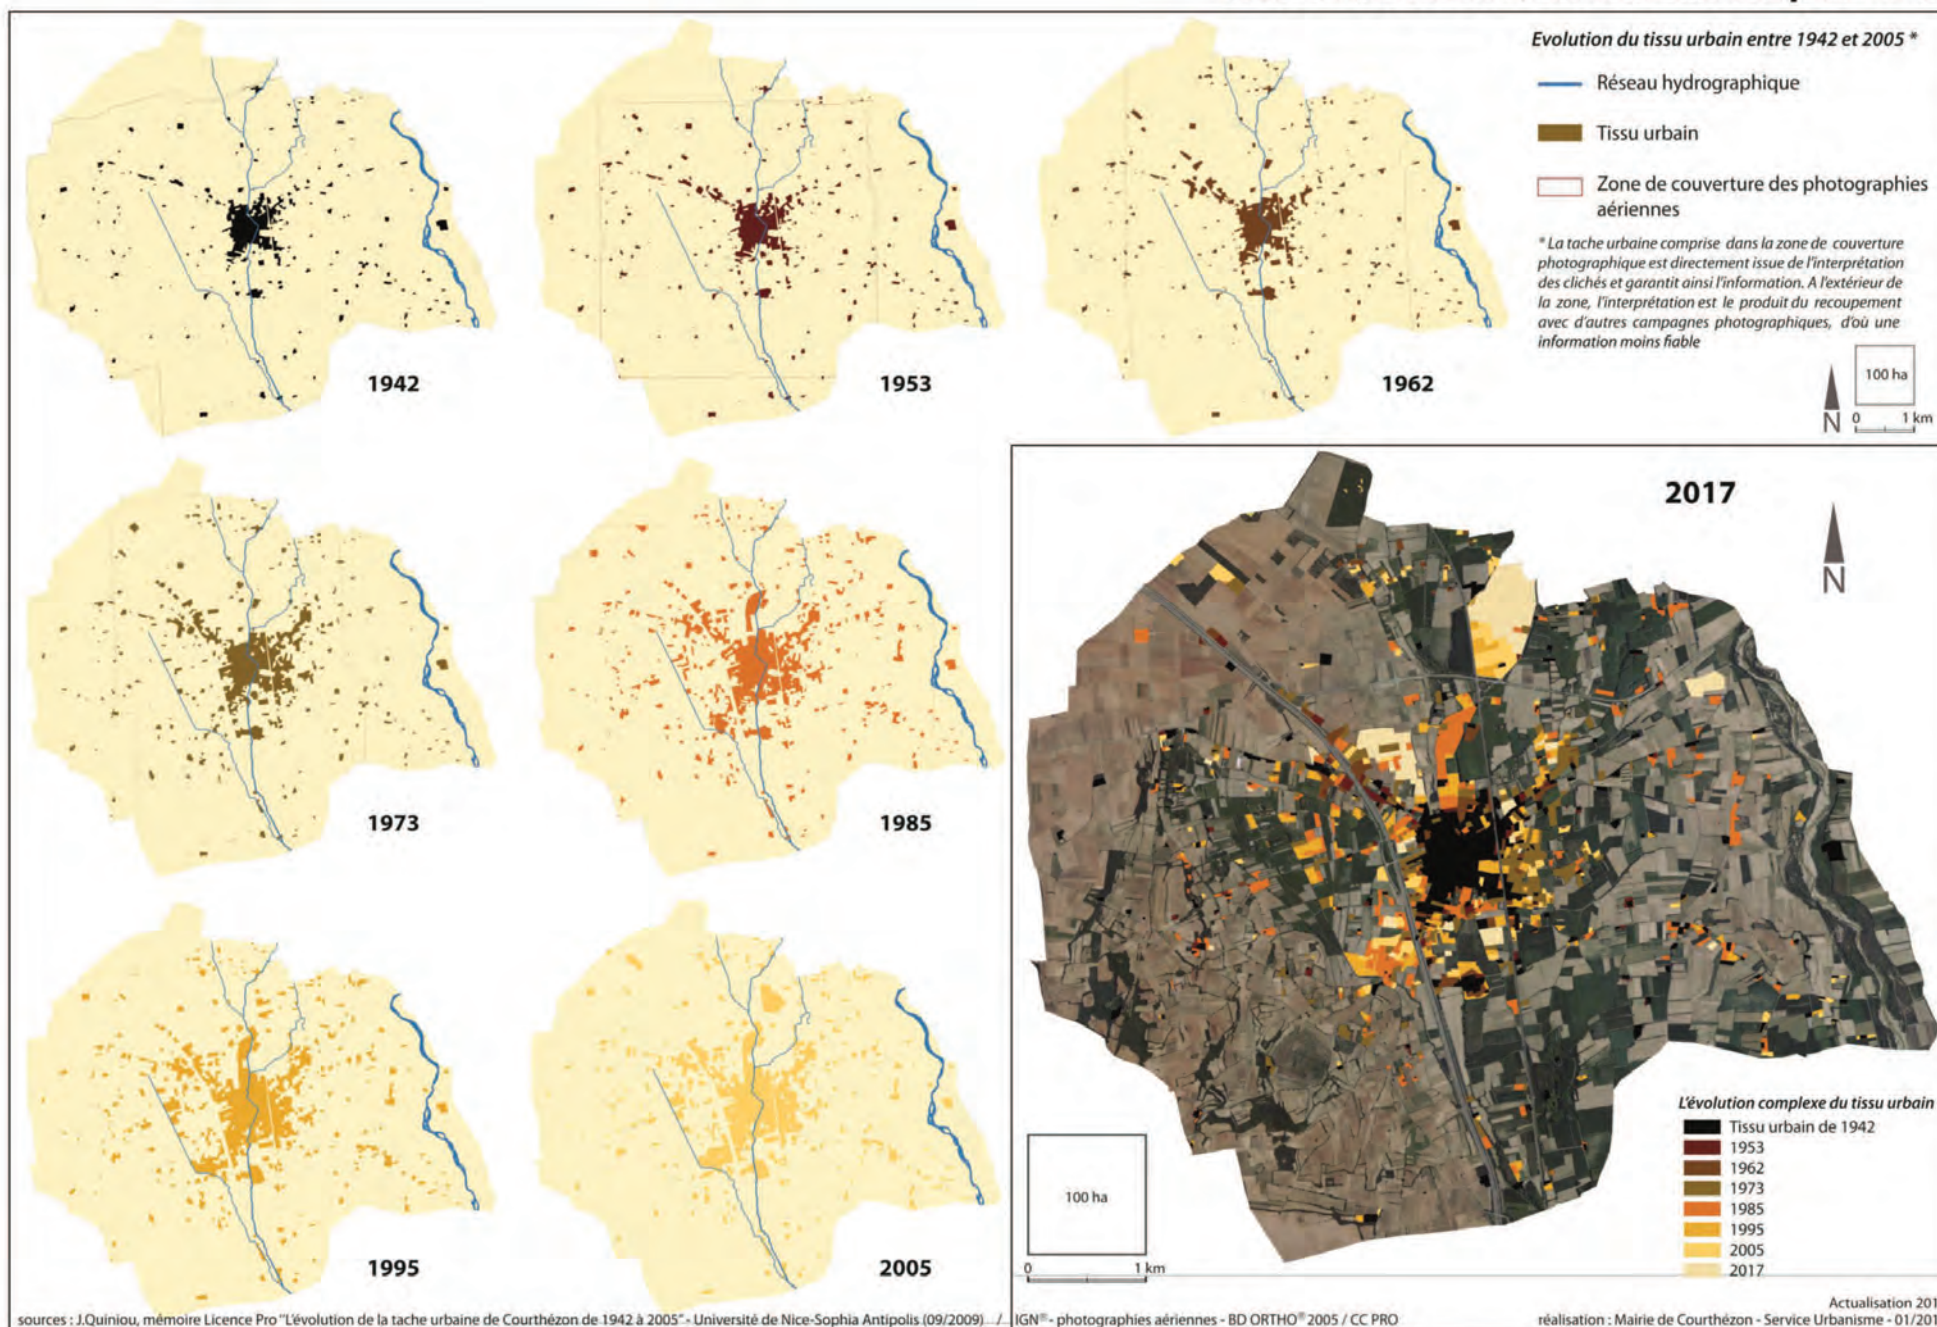 Evolution du tissu urbain entre 1942 et 2005 *
Réseau hydrographique
Tissu urbain
Zone de couverture des photographies
aériennes
* La tache urbaine comprise dans la zone de couverture
photographique est directement issue de l'interprétation
des clichés et garantit ainsi l'information. A l'extérieur de
la zone, l'interprétation est le produit du recoupement
avec d'autres campagnes photographiques, d'où une
information moins fiable
100 ha
N
0 1 km
1942
1953
1962
1973
1985
1995
2005
2017
N
L'évolution complexe du tissu urbain
Tissu urbain de 1942
1953
1962
1973
1985
1995
2005
2017
100 ha
0 1 km
Actualisation 201
sources : J.Quiniou, mémoire Licence Pro "L'évolution de la tache urbaine de Courthézon de 1942 à 2005" - Université de Nice-Sophia Antipolis (09/2009) / IGN® - photographies aériennes - BD ORTHO® 2005 / CC PRO
réalisation : Mairie de Courthézon - Service Urbanisme - 01/201